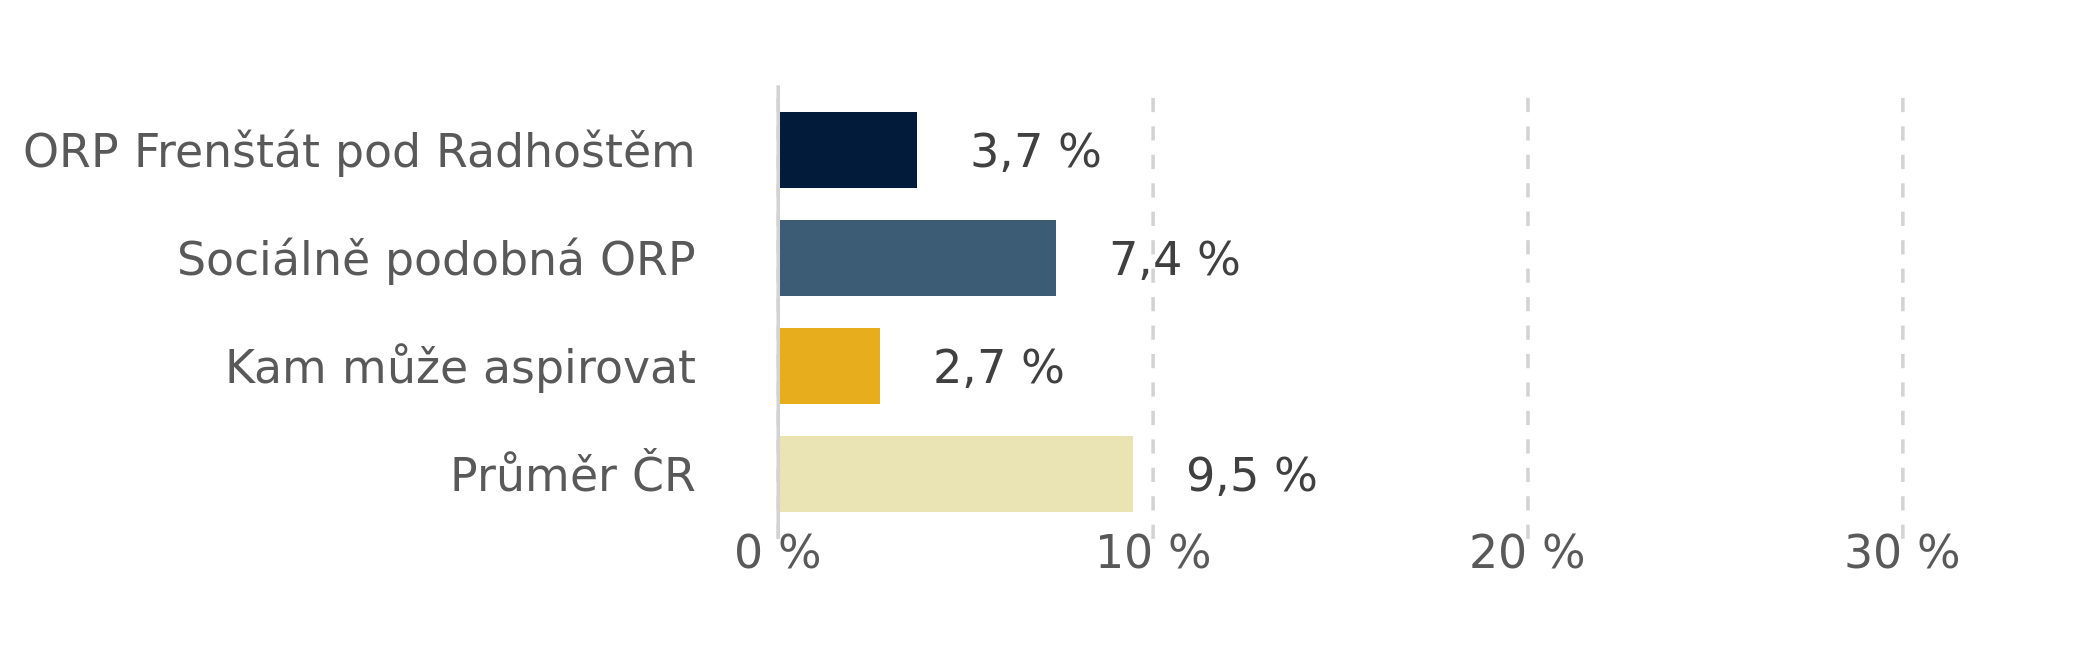 ORP Frenštát pod Radhoštěm 3,7 %
Sociálně podobná ORP 7,4 %
Kam může aspirovat 2,7 %
Průměr ČR 9,5 %
0 % 10 % 20 % 30 %